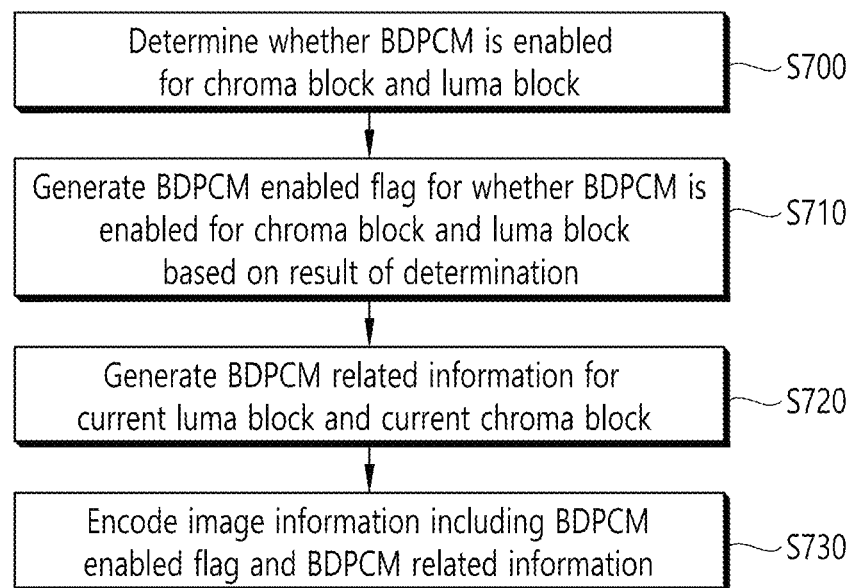 Determine whether BDPCM is enabled
for chroma block and luma block
S700
Generate BDPCM enabled flag for whether BDPCM is
enabled for chroma block and luma block
based on result of determination
S710
Generate BDPCM related information for
current luma block and current chroma block
S720
Encode image information including BDPCM
enabled flag and BDPCM related information
S730